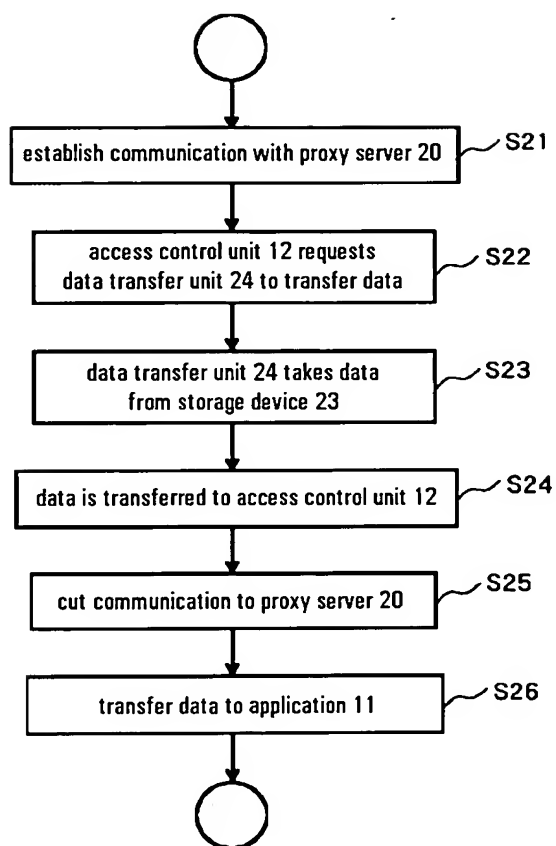 establish communication with proxy server 20
S21
access control unit 12 requests
data transfer unit 24 to transfer data
S22
data transfer unit 24 takes data
from storage device 23
S23
data is transferred to access control unit 12
S24
cut communication to proxy server 20
S25
transfer data to application 11
S26